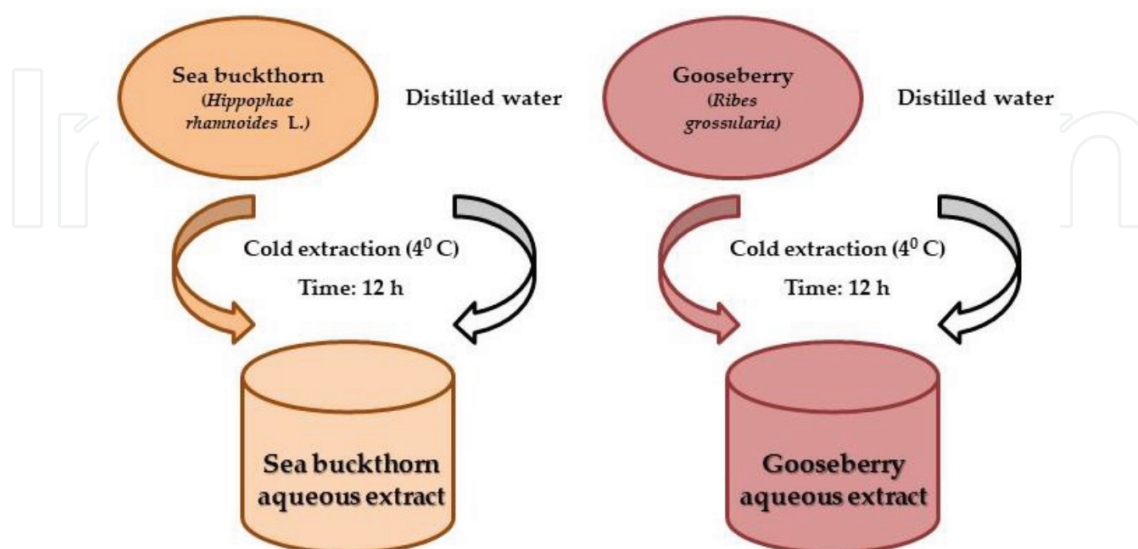 Sea buckthorn
(Hippophae
rhamnoides L.)
Distilled water
Cold extraction (4⁰ C)
Time: 12 h
Sea buckthorn
aqueous extract
Gooseberry
(Ribes
grossularia)
Distilled water
Cold extraction (4⁰ C)
Time: 12 h
Gooseberry
aqueous extract